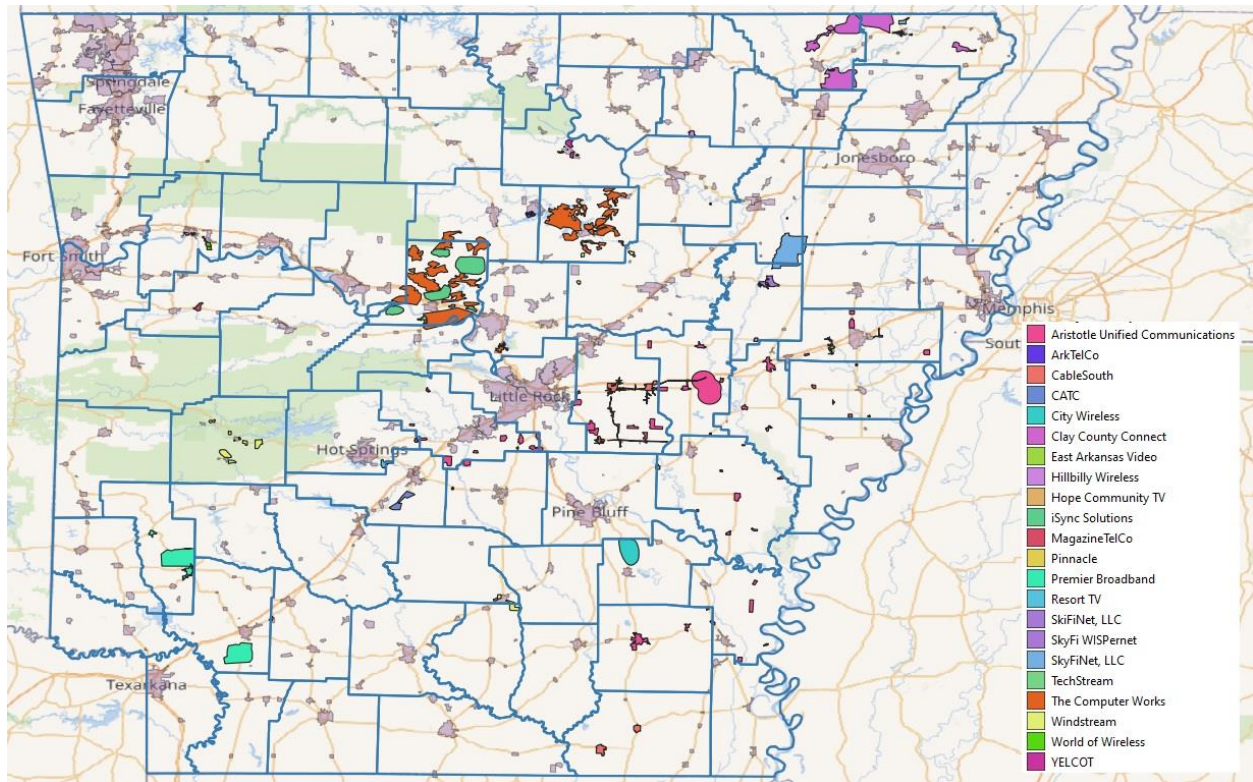 Springdale
Fayetteville
Jonesboro
Fort Smith
Memphis
South
Little Rock
Hot Springs
Pine Bluff
Texarkana
Aristotle Unified Communications
ArkTelCo
CableSouth
CATC
City Wireless
Clay County Connect
East Arkansas Video
Hillbilly Wireless
Hope Community TV
iSync Solutions
MagazineTelCo
Pinnacle
Premier Broadband
Resort TV
SkiFiNet, LLC
SkyFi WISPernet
SkyFiNet, LLC
TechStream
The Computer Works
Windstream
World of Wireless
YELCOT